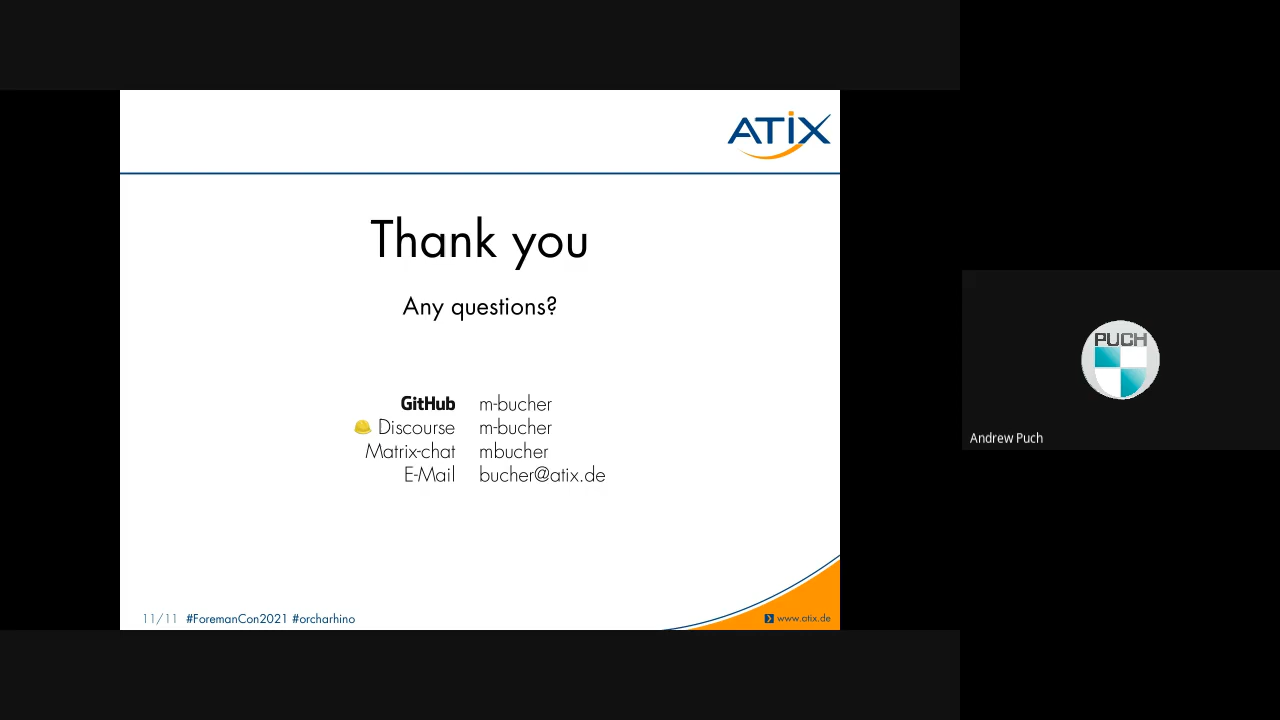 ATIX
Thank you
Any questions?
GitHub m-bucher
Discourse m-bucher
Matrix-chat mbucher
E-Mail bucher@atix.de
11/11 #ForemanCon2021 #orcharhino
www.atix.de
PUCH
Andrew Puch